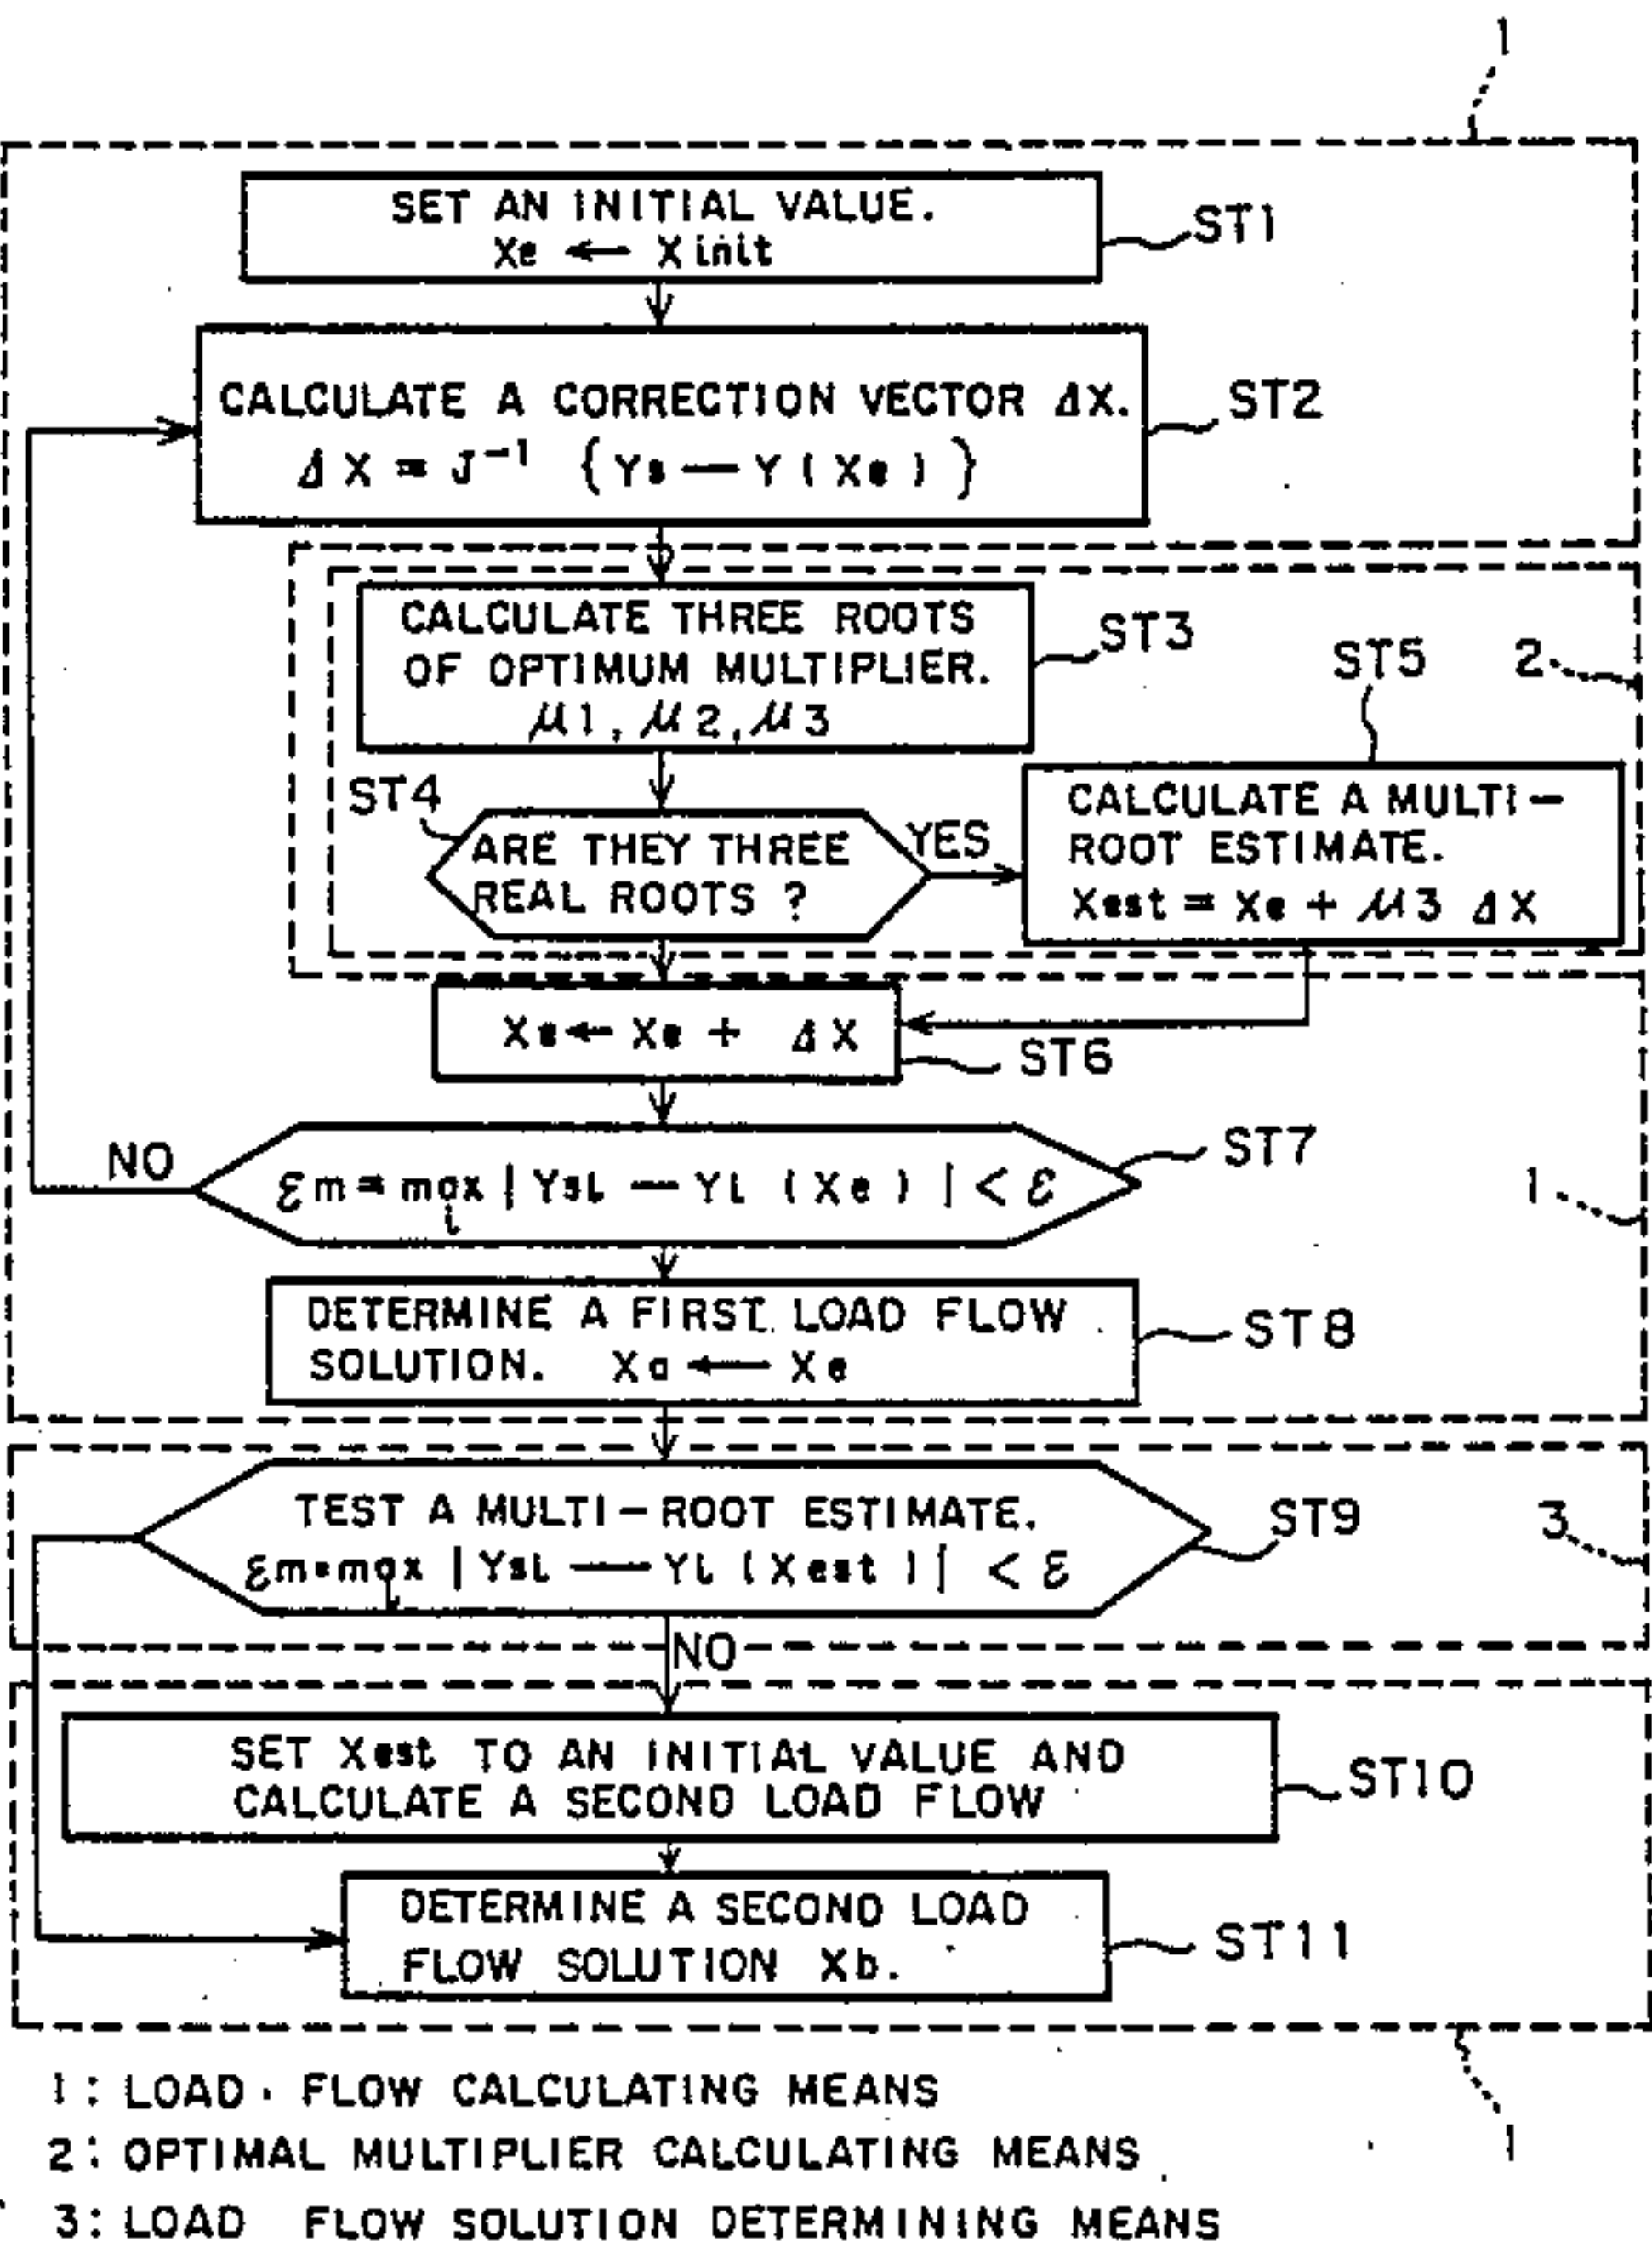 1
SET AN INITIAL VALUE.
Xe ← Xinit
ST1
CALCULATE A CORRECTION VECTOR ΔX.
ΔX = J⁻¹ {Ys — Y (Xe)}
ST2
CALCULATE THREE ROOTS
OF OPTIMUM MULTIPLIER.
μ1, μ2, μ3
ST3
ST5
2
ST4
ARE THEY THREE
REAL ROOTS ?
YES
CALCULATE A MULTI-
ROOT ESTIMATE.
Xest = Xe + μ3 ΔX
Xe ← Xe + ΔX
ST6
NO
εm = max | Ysi — Yi (Xe) | < ε
i
ST7
1
DETERMINE A FIRST LOAD FLOW
SOLUTION. Xa ← Xe
ST8
TEST A MULTI-ROOT ESTIMATE.
εm = max | Ysi — Yi (Xest) | < ε
i
ST9
3
NO
SET Xest TO AN INITIAL VALUE AND
CALCULATE A SECOND LOAD FLOW
ST10
DETERMINE A SECOND LOAD
FLOW SOLUTION Xb.
ST11
1
1: LOAD FLOW CALCULATING MEANS
2: OPTIMAL MULTIPLIER CALCULATING MEANS
3: LOAD FLOW SOLUTION DETERMINING MEANS